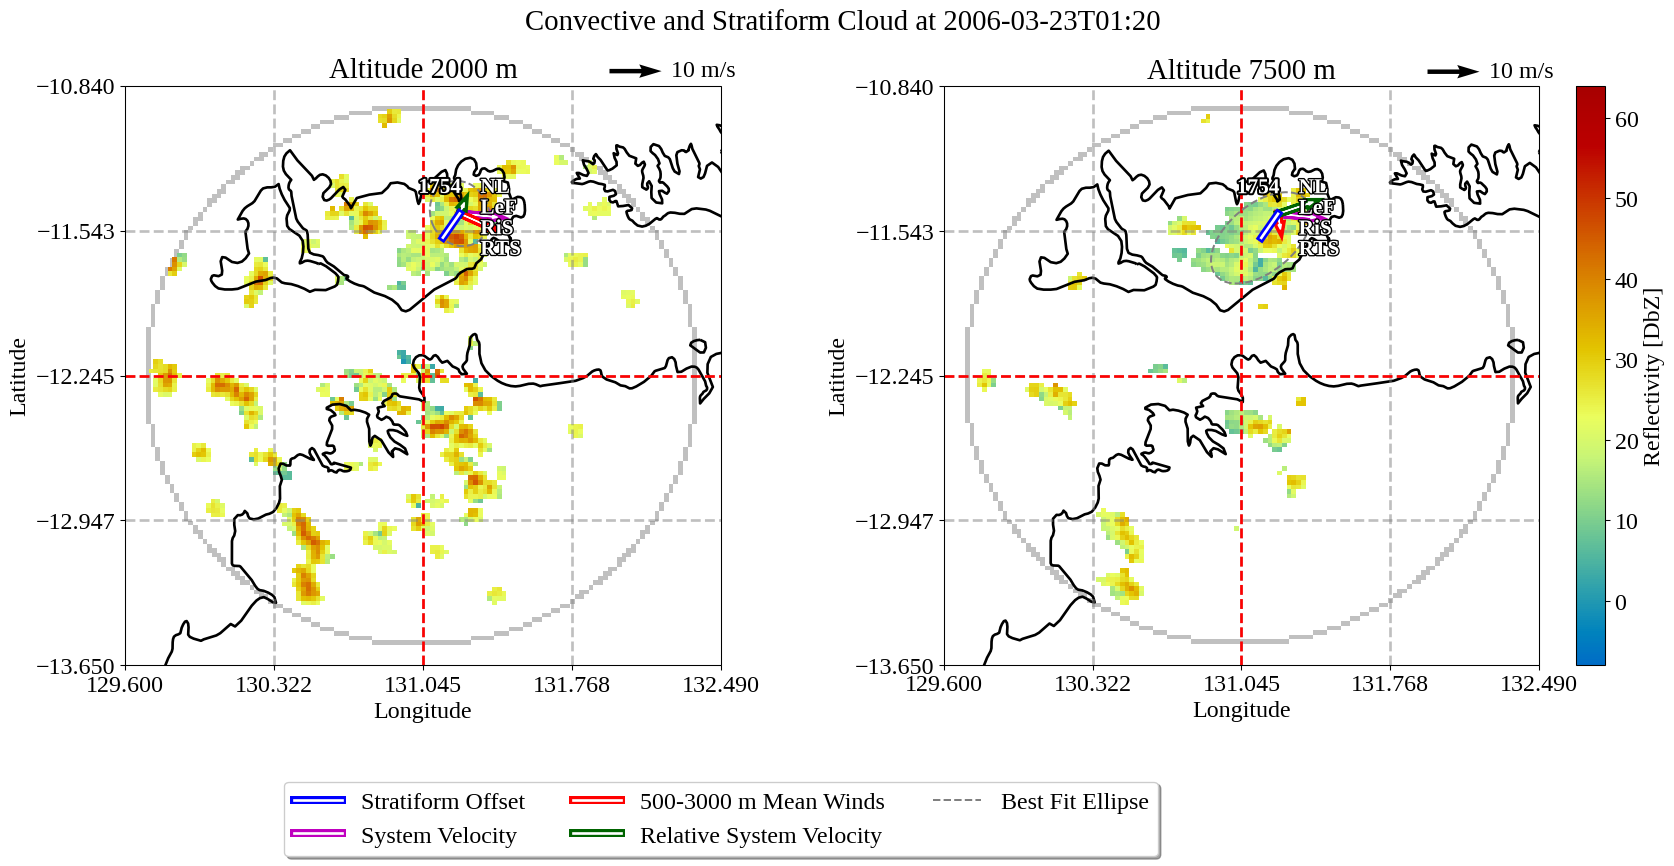 Convective and Stratiform Cloud at 2006-03-23T01:20
Altitude 2000 m
10 m/s
Altitude 7500 m
10 m/s
−10.840
−11.543
−12.245
−12.947
−13.650
Latitude
129.600
130.322
131.045
131.768
132.490
Longitude
1754
NL
LeF
RiS
RTS
−10.840
−11.543
−12.245
−12.947
−13.650
Latitude
129.600
130.322
131.045
131.768
132.490
Longitude
1754
NL
LeF
RiS
RTS
60
50
40
30
20
10
0
Reflectivity [DbZ]
Stratiform Offset
500-3000 m Mean Winds
Best Fit Ellipse
System Velocity
Relative System Velocity